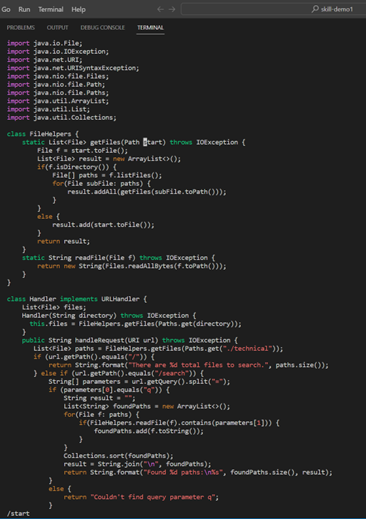 Go Run Terminal Help
skill-demo1
PROBLEMS OUTPUT DEBUG CONSOLE TERMINAL
import java.io.File;
import java.io.IOException;
import java.net.URI;
import java.net.URISyntaxException;
import java.nio.file.Files;
import java.nio.file.Path;
import java.nio.file.Paths;
import java.util.ArrayList;
import java.util.List;
import java.util.Collections;
class FileHelpers {
    static List<File> getFiles(Path start) throws IOException {
        File f = start.toFile();
        List<File> result = new ArrayList<>();
        if(f.isDirectory()) {
            File[] paths = f.listFiles();
            for(File subFile: paths) {
                result.addAll(getFiles(subFile.toPath()));
            }
        }
        else {
            result.add(start.toFile());
        }
        return result;
    }
    static String readFile(File f) throws IOException {
        return new String(Files.readAllBytes(f.toPath()));
    }
}
class Handler implements URLHandler {
    List<File> files;
    Handler(String directory) throws IOException {
      this.files = FileHelpers.getFiles(Paths.get(directory));
    }
    public String handleRequest(URI url) throws IOException {
       List<File> paths = FileHelpers.getFiles(Paths.get("./technical"));
       if (url.getPath().equals("/")) {
           return String.format("There are %d total files to search.", paths.size());
       } else if (url.getPath().equals("/search")) {
           String[] parameters = url.getQuery().split("=");
           if (parameters[0].equals("q")) {
               String result = "";
               List<String> foundPaths = new ArrayList<>();
               for(File f: paths) {
                   if(FileHelpers.readFile(f).contains(parameters[1])) {
                       foundPaths.add(f.toString());
                   }
               }
               Collections.sort(foundPaths);
               result = String.join("\n", foundPaths);
               return String.format("Found %d paths:\n%s", foundPaths.size(), result);
           }
           else {
               return "Couldn't find query parameter q";
           }
/start